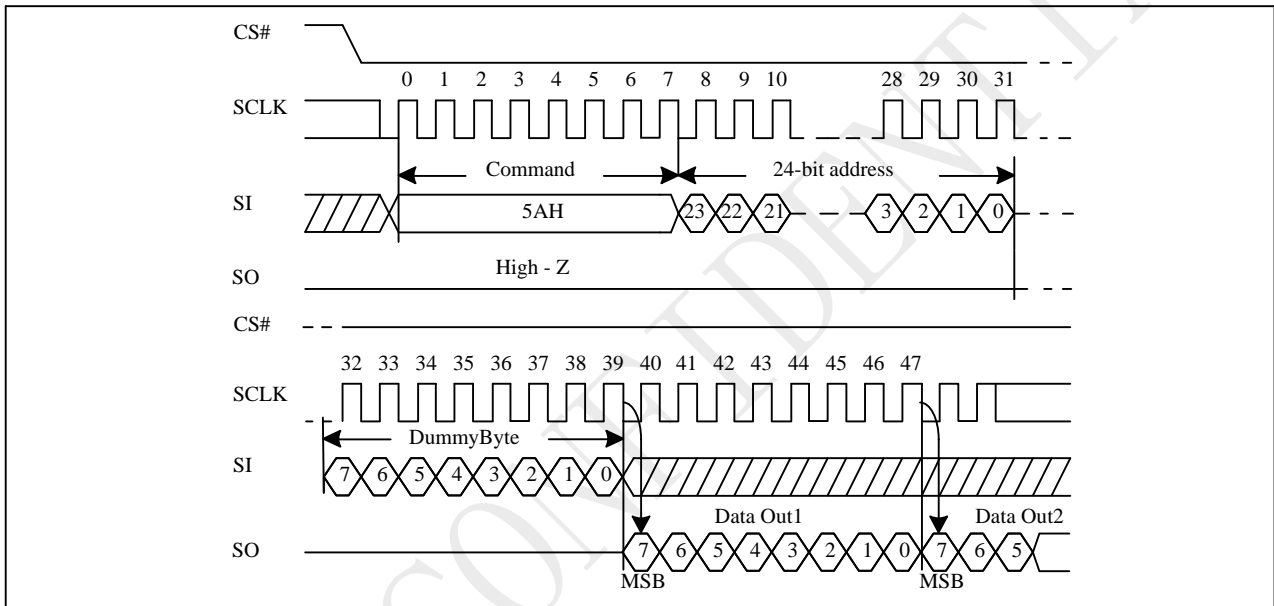 CS#
0 1 2 3 4 5 6 7 8 9 10 28 29 30 31
SCLK
Command 24-bit address
SI 5AH 23 22 21 3 2 1 0
High - Z
SO
CS#
32 33 34 35 36 37 38 39 40 41 42 43 44 45 46 47
SCLK
DummyByte
SI 7 6 5 4 3 2 1 0
Data Out1 Data Out2
SO 7 6 5 4 3 2 1 0 7 6 5
MSB MSB
CONFIDENT